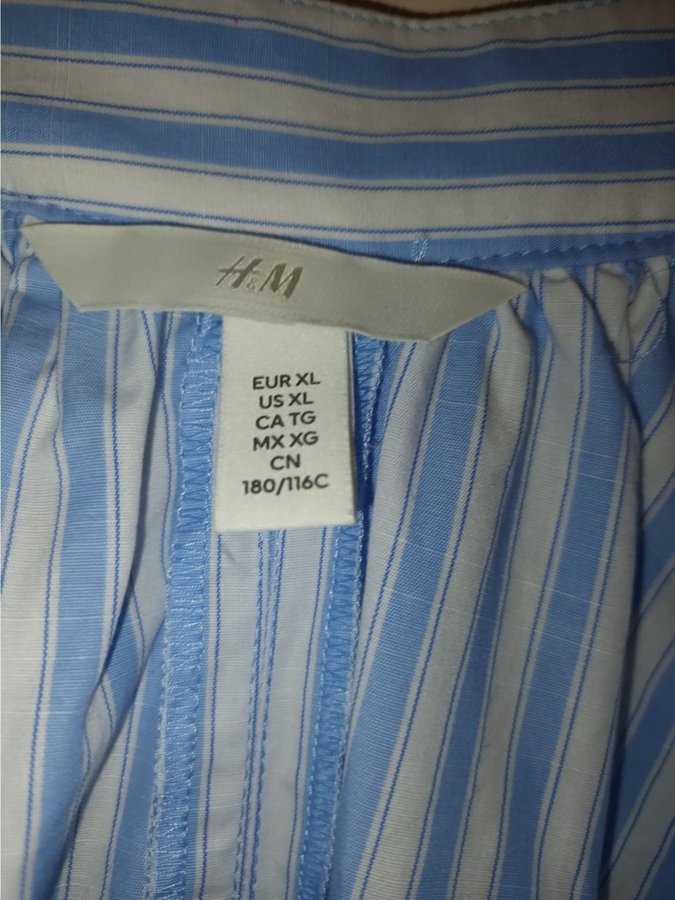 H&M
EUR XL
US XL
CA TG
MX XG
CN
180/116C